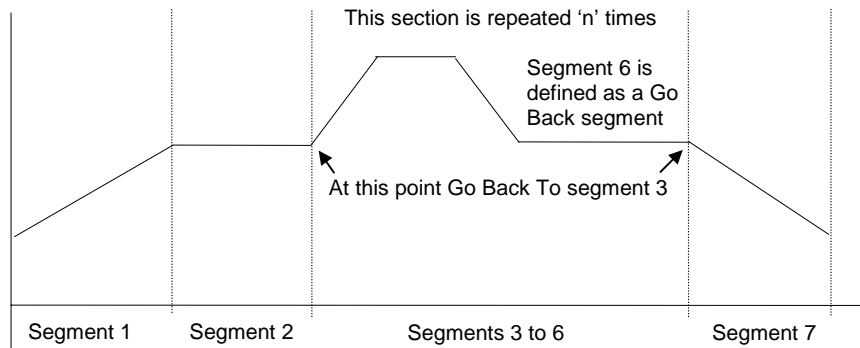 This section is repeated ‘n’ times
Segment 6 is
defined as a Go
Back segment
At this point Go Back To segment 3
Segment 1
Segment 2
Segments 3 to 6
Segment 7